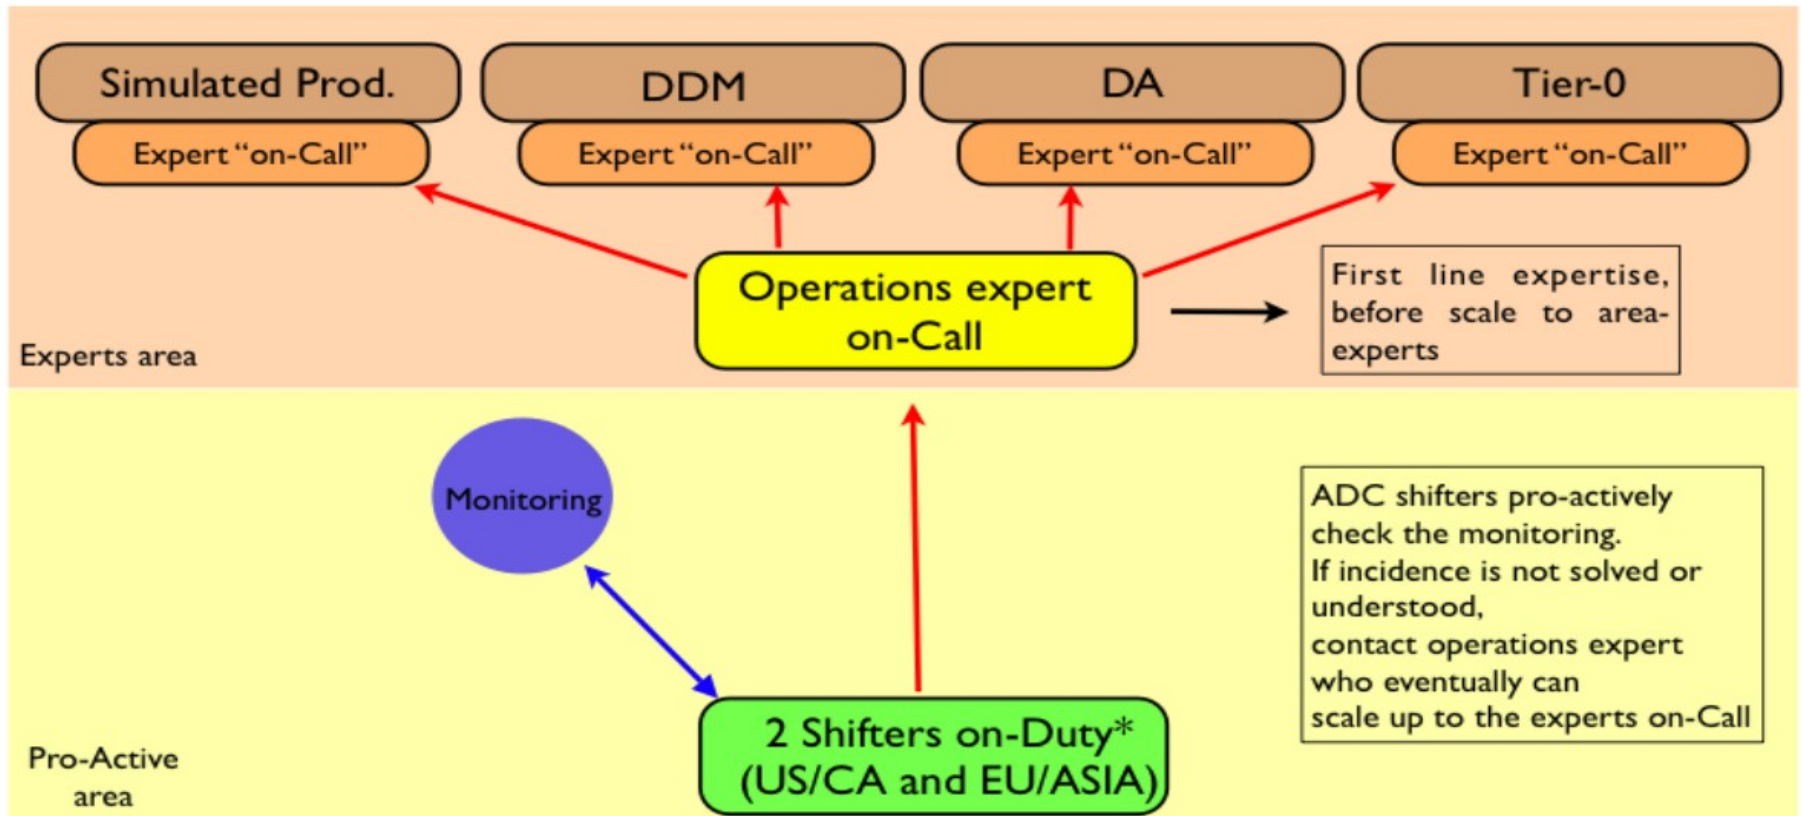 Simulated Prod.
DDM
DA
Tier-0
Expert “on-Call”
Expert “on-Call”
Expert “on-Call”
Expert “on-Call”
Operations expert
on-Call
First line expertise,
before scale to area-
experts
Experts area
Monitoring
ADC shifters pro-actively
check the monitoring.
If incidence is not solved or
understood,
contact operations expert
who eventually can
scale up to the experts on-Call
2 Shifters on-Duty*
(US/CA and EU/ASIA)
Pro-Active
area